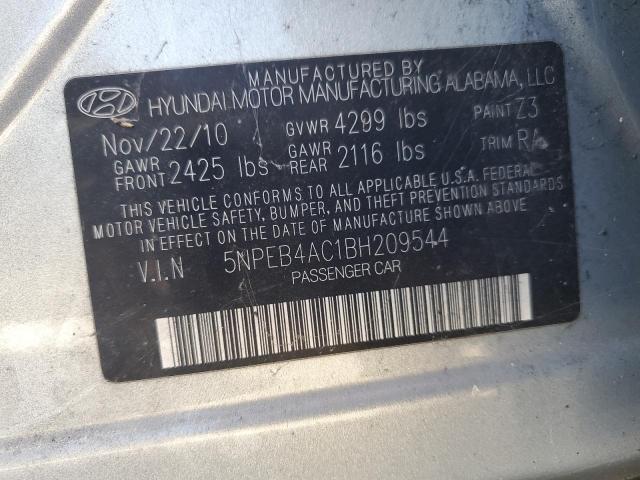 MANUFACTURED BY
HYUNDAI MOTOR MANUFACTURING ALABAMA, LLC
Nov/22/10 GVWR 4299 lbs PAINT Z3
GAWR FRONT 2425 lbs GAWR REAR 2116 lbs TRIM RA
THIS VEHICLE CONFORMS TO ALL APPLICABLE U.S.A. FEDERAL
MOTOR VEHICLE SAFETY, BUMPER, AND THEFT PREVENTION STANDARDS
IN EFFECT ON THE DATE OF MANUFACTURE SHOWN ABOVE
V.I.N 5NPEB4AC1BH209544
PASSENGER CAR